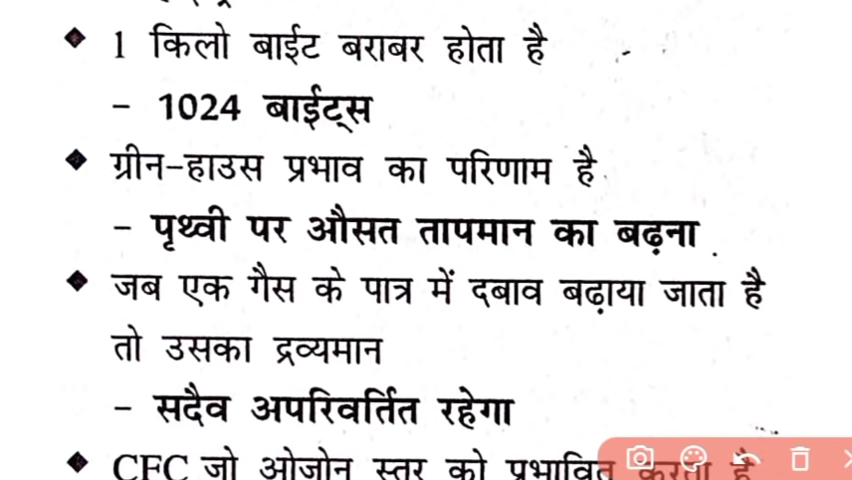 ◆ 1 किलो बाईट बराबर होता है
– 1024 बाईट्स
◆ ग्रीन-हाउस प्रभाव का परिणाम है
– पृथ्वी पर औसत तापमान का बढ़ना
◆ जब एक गैस के पात्र में दबाव बढ़ाया जाता है
तो उसका द्रव्यमान
– सदैव अपरिवर्तित रहेगा
◆ CFC जो ओजोन स्तर को प्रभावित करता है